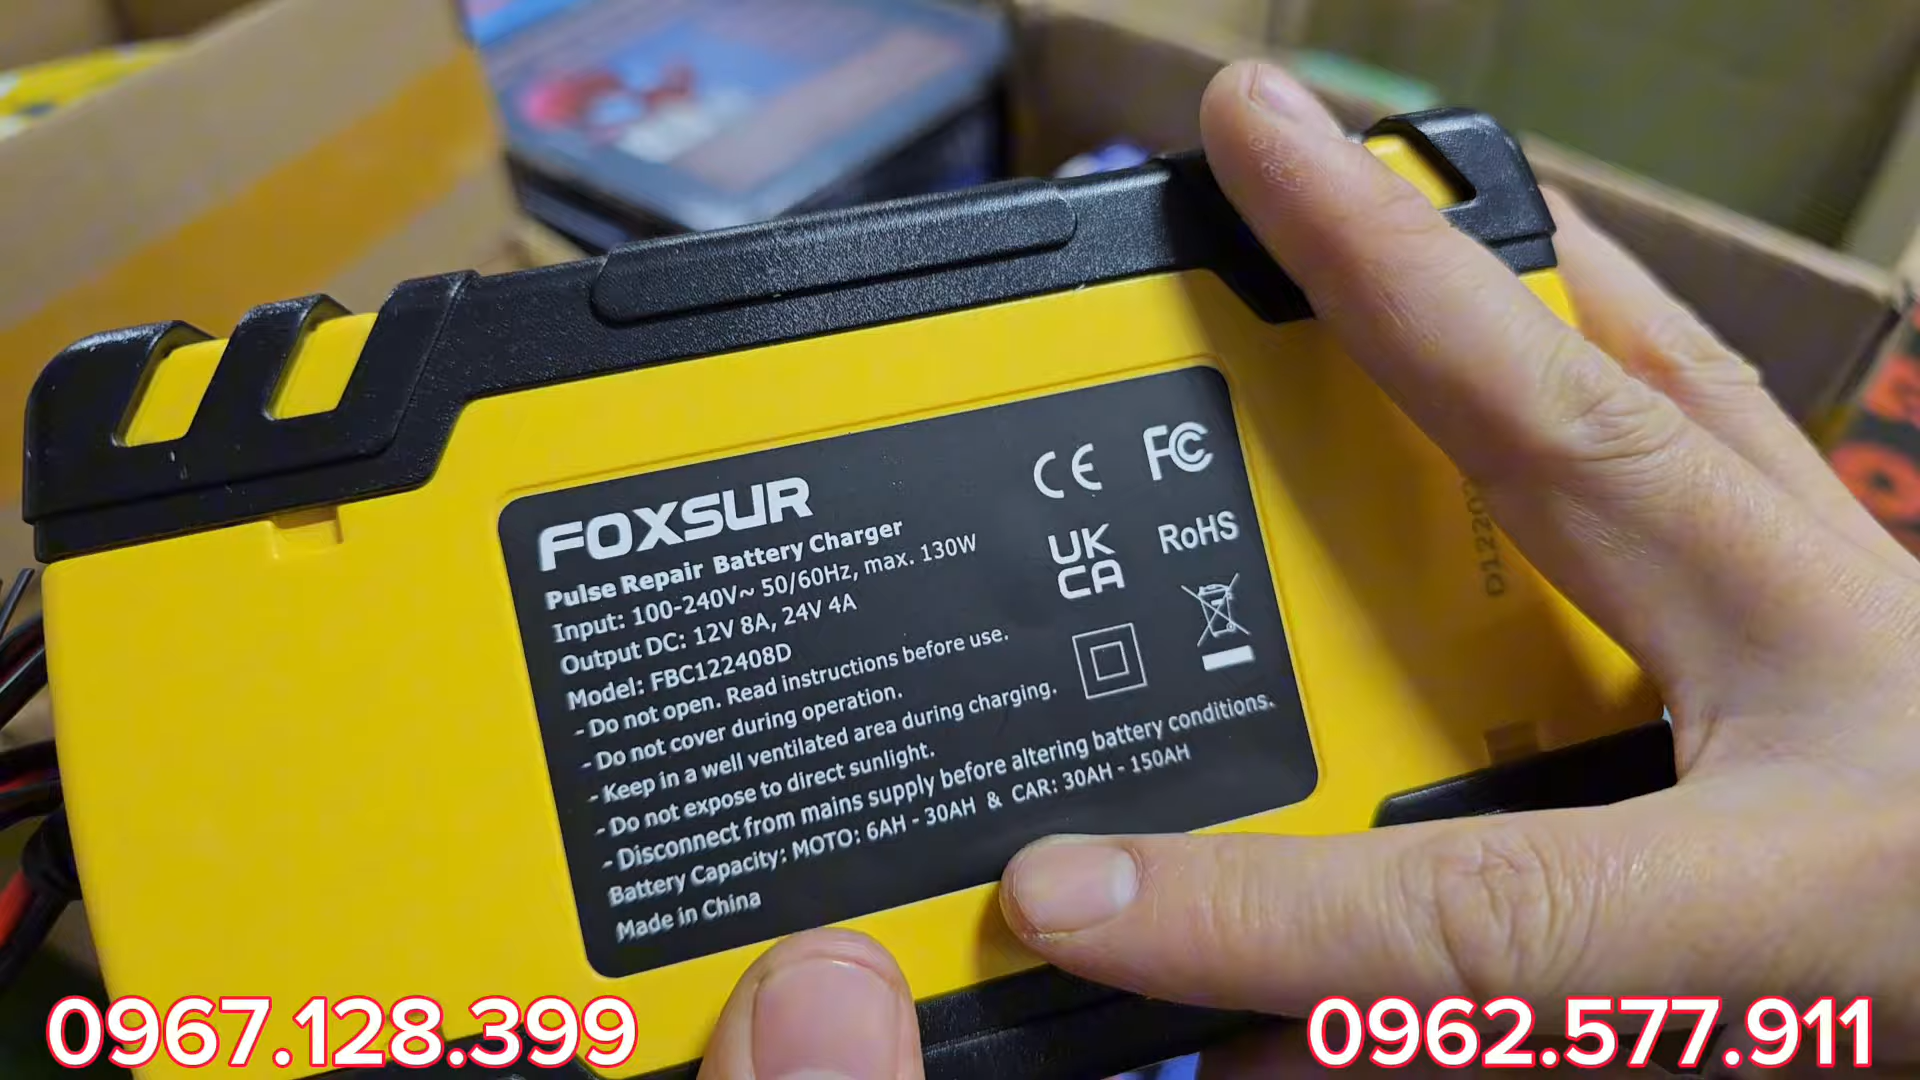 FOXSUR
Pulse Repair Battery Charger
Input: 100-240V~ 50/60Hz, max. 130W
Output DC: 12V 8A, 24V 4A
Model: FBC122408D
- Do not open. Read instructions before use.
- Do not cover during operation.
- Keep in a well ventilated area during charging.
- Do not expose to direct sunlight.
- Disconnect from mains supply before altering battery conditions.
Battery Capacity: MOTO: 6AH - 30AH & CAR: 30AH - 150AH
Made in China
CE FC
UK
CA
RoHS
0967.128.399
0962.577.911